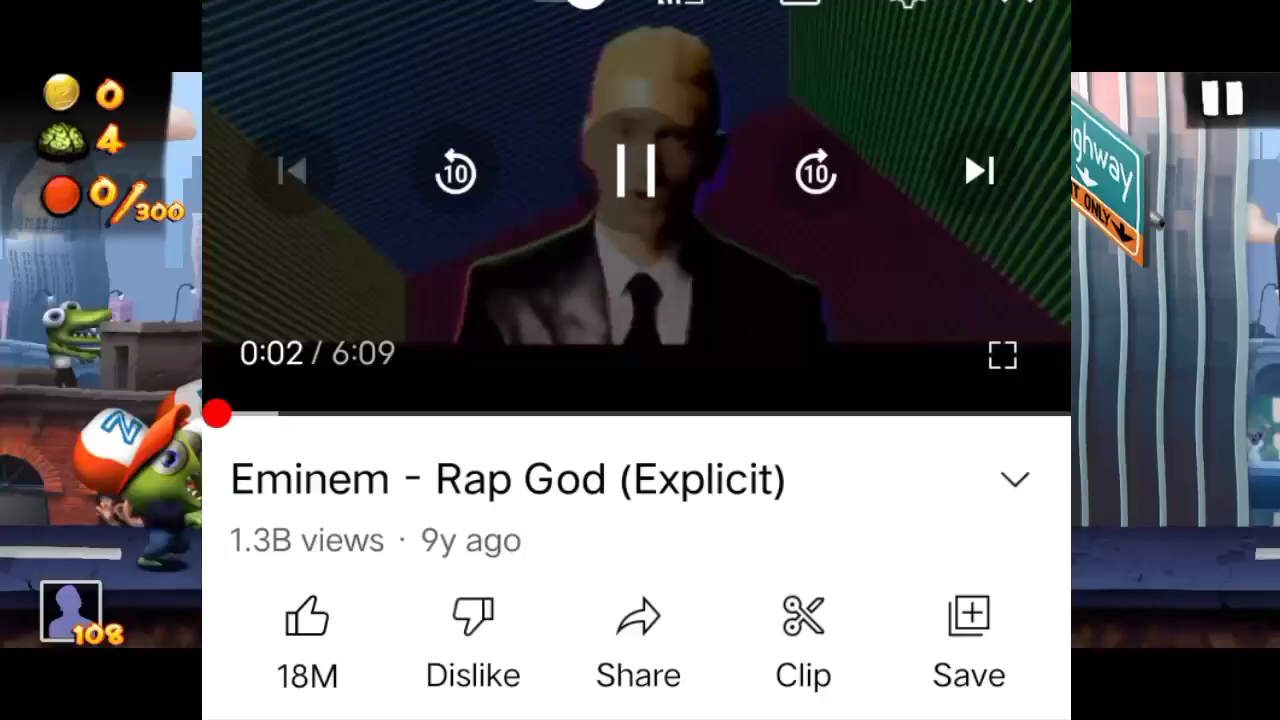 0
4
0/300
ghway
T ONLY
10
10
0:02 / 6:09
Eminem - Rap God (Explicit)
1.3B views · 9y ago
N
18M
Dislike
Share
Clip
Save
108